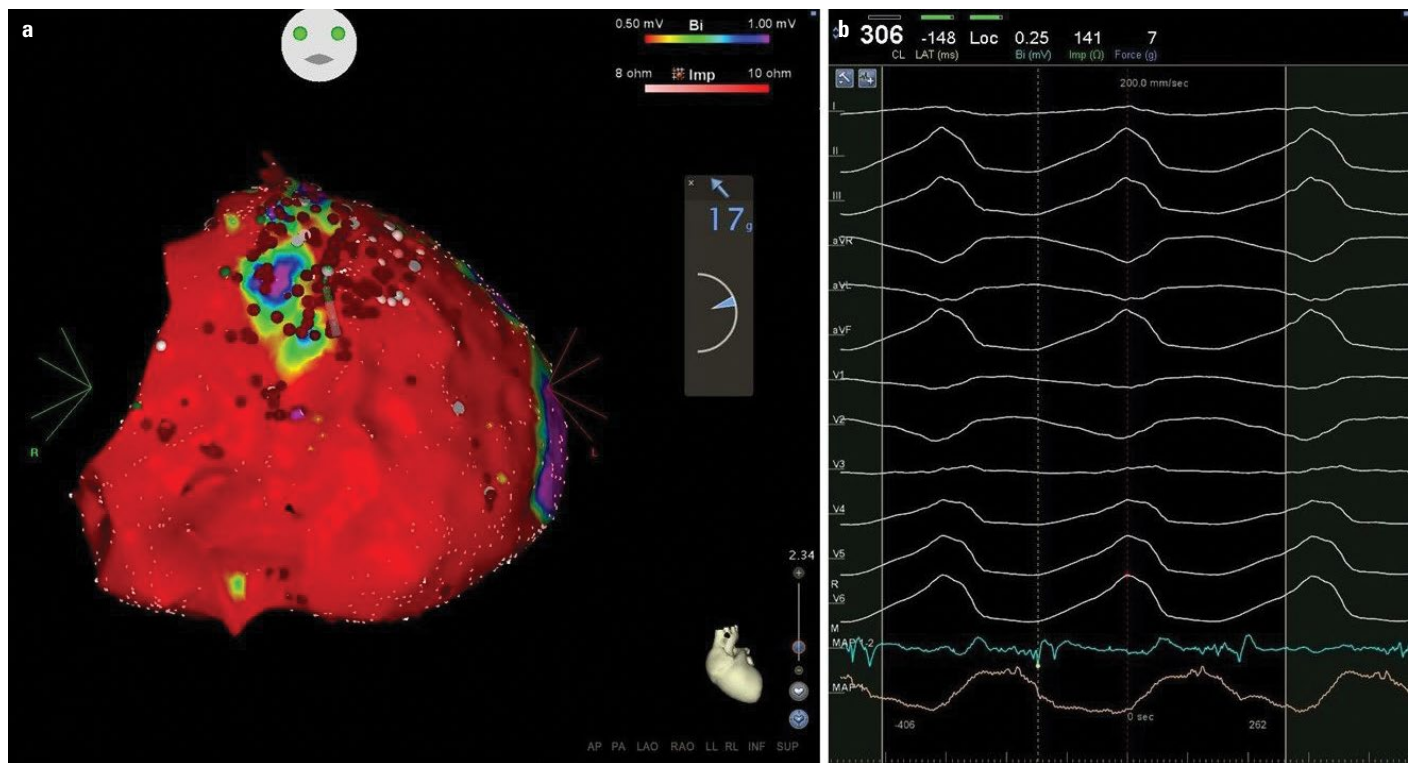 a
0.50 mV Bi 1.00 mV
8 ohm Imp 10 ohm
x
17 g
R
L
2.34
AP PA LAO RAO LL RL INF SUP
b
306 -148 Loc 0.25 141 7
CL LAT (ms) Bi (mV) Imp (Ω) Force (g)
200.0 mm/sec
I
II
III
aVR
aVL
aVF
V1
V2
V3
V4
V5
R
V6
M
MAP 1-2
MAP
-406 0 sec 262